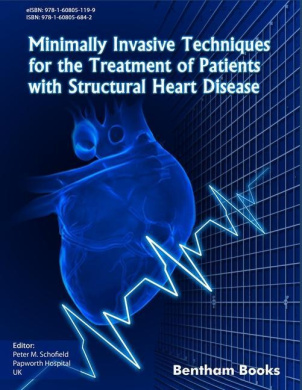 eISBN: 978-1-60805-119-9
ISBN: 978-1-60805-684-2
Minimally Invasive Techniques
for the Treatment of Patients
with Structural Heart Disease
Editor:
Peter M. Schofield
Papworth Hospital
UK
Bentham Books